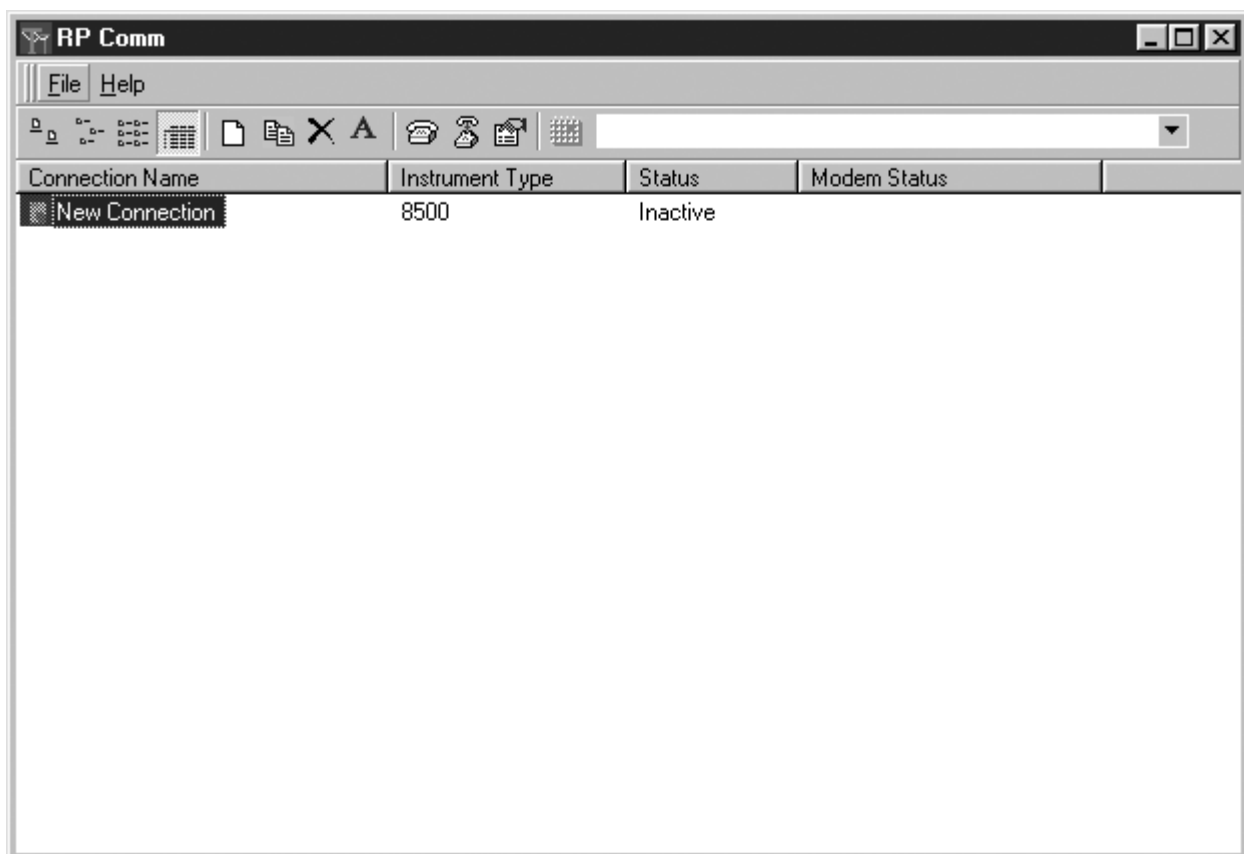 RP Comm
File Help
A
Connection Name Instrument Type Status Modem Status
New Connection 8500 Inactive